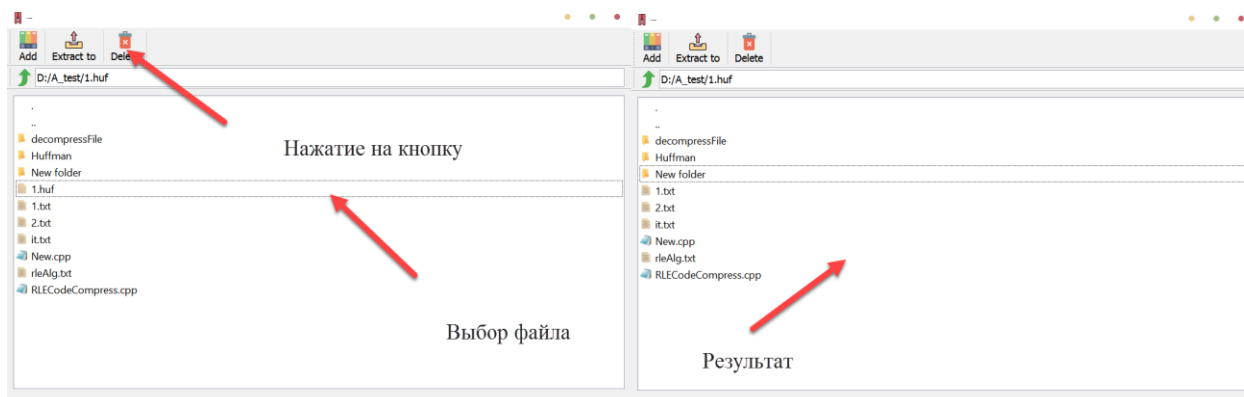 Add Extract to Delet
D:/A_test/1.huf
.
..
decompressFile
Huffman
New folder
1.huf
1.txt
2.txt
it.txt
New.cpp
rleAlg.txt
RLECodeCompress.cpp
Нажатие на кнопку
Выбор файла
Add Extract to Delete
D:/A_test/1.huf
.
..
decompressFile
Huffman
New folder
1.txt
2.txt
it.txt
New.cpp
rleAlg.txt
RLECodeCompress.cpp
Результат